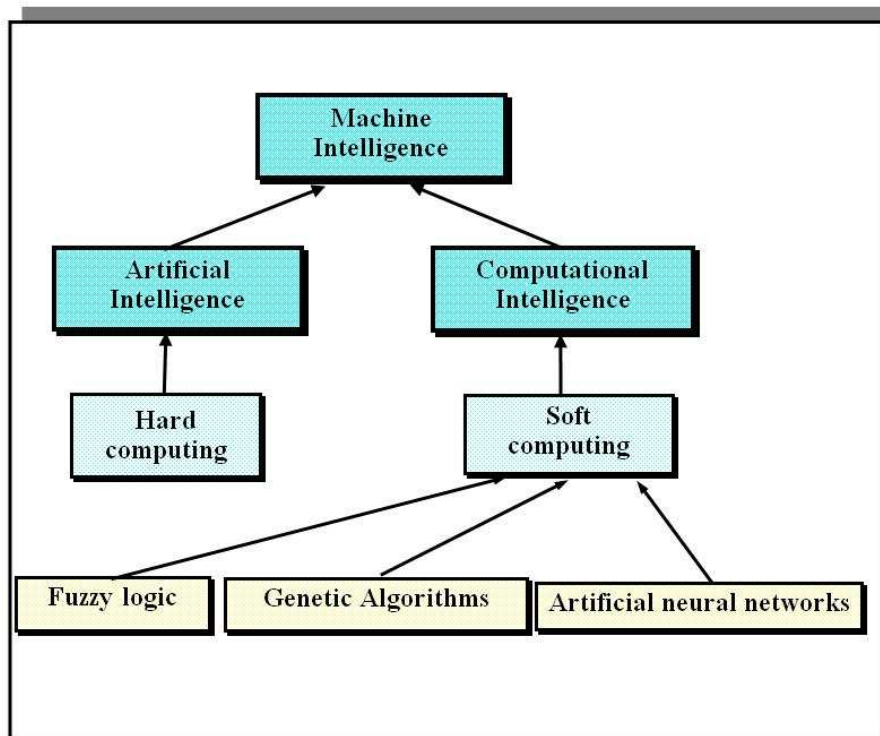 Machine
Intelligence
Artificial
Intelligence
Computational
Intelligence
Hard
computing
Soft
computing
Fuzzy logic
Genetic Algorithms
Artificial neural networks